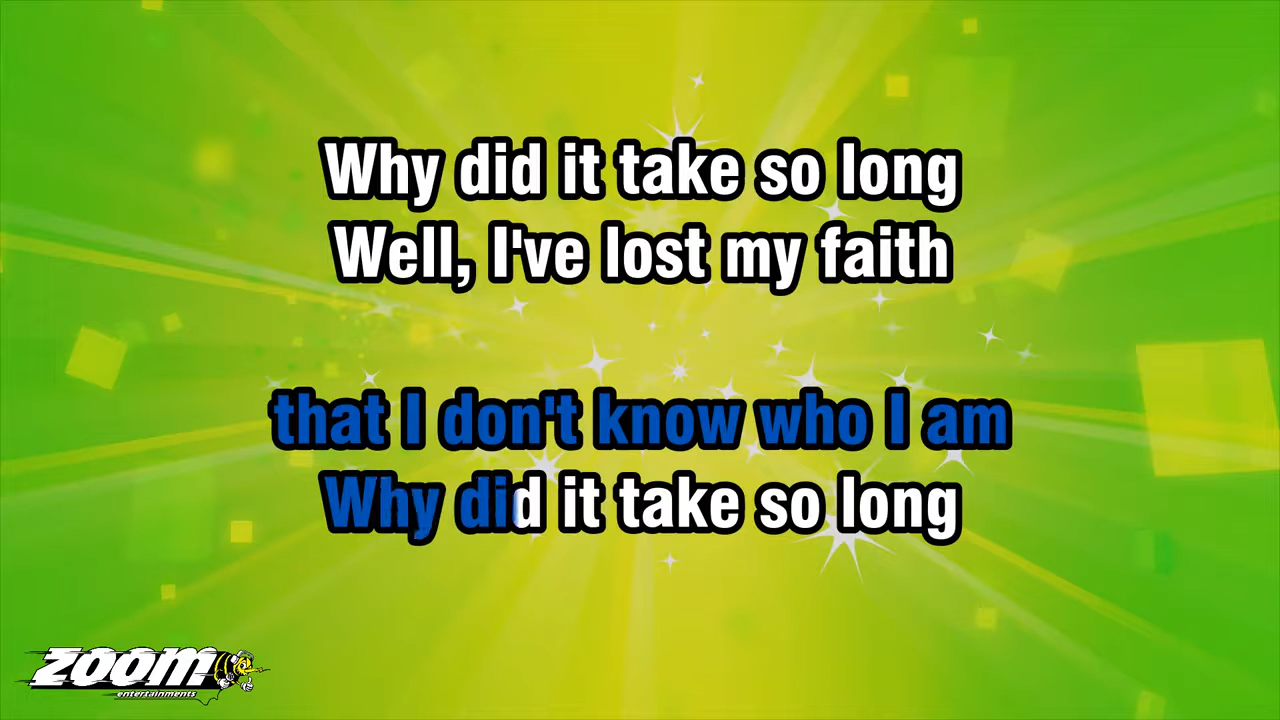 Why did it take so long
Well, I've lost my faith
that I don't know who I am
Why did it take so long
ZOOM
entertainments